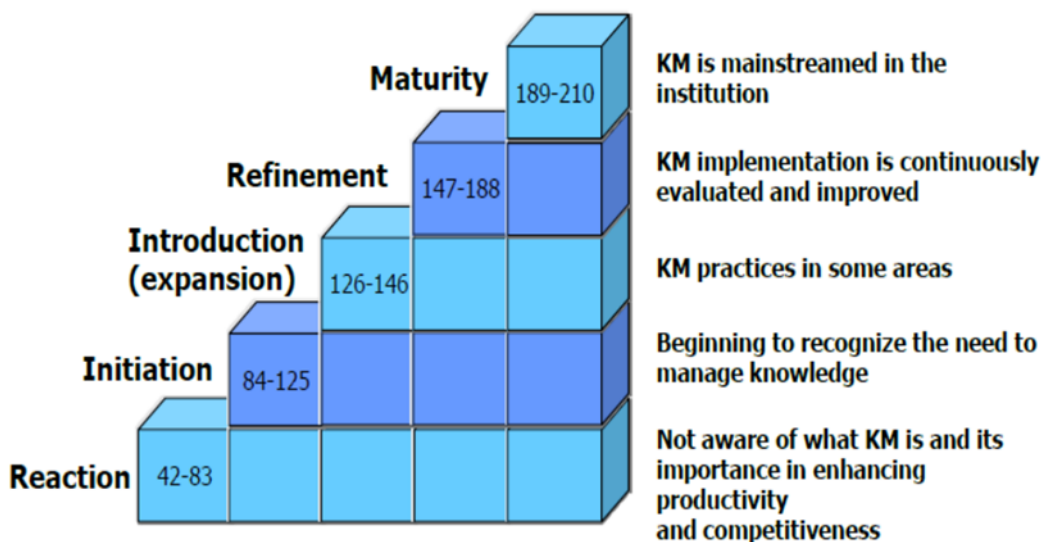 Maturity
189-210
KM is mainstreamed in the
institution
Refinement
147-188
KM implementation is continuously
evaluated and improved
Introduction
(expansion)
126-146
KM practices in some areas
Initiation
84-125
Beginning to recognize the need to
manage knowledge
Reaction
42-83
Not aware of what KM is and its
importance in enhancing
productivity
and competitiveness